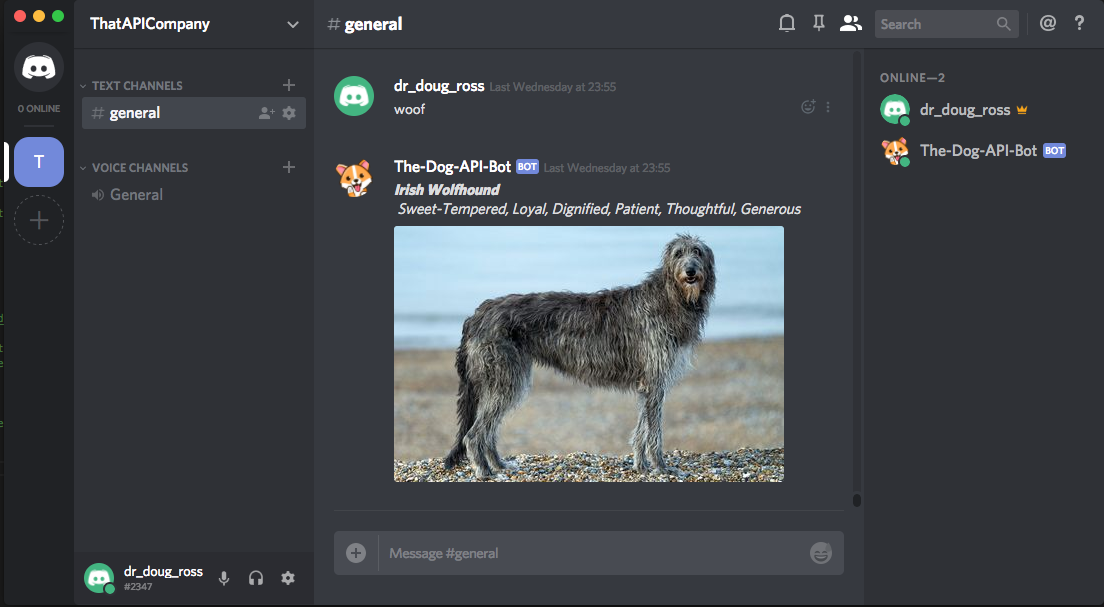 ThatAPICompany
# general
Search
@
?
0 ONLINE
T
TEXT CHANNELS
# general
VOICE CHANNELS
General
dr_doug_ross
#2347
dr_doug_ross Last Wednesday at 23:55
woof
The-Dog-API-Bot BOT Last Wednesday at 23:55
Irish Wolfhound
Sweet-Tempered, Loyal, Dignified, Patient, Thoughtful, Generous
Message #general
ONLINE—2
dr_doug_ross
The-Dog-API-Bot BOT